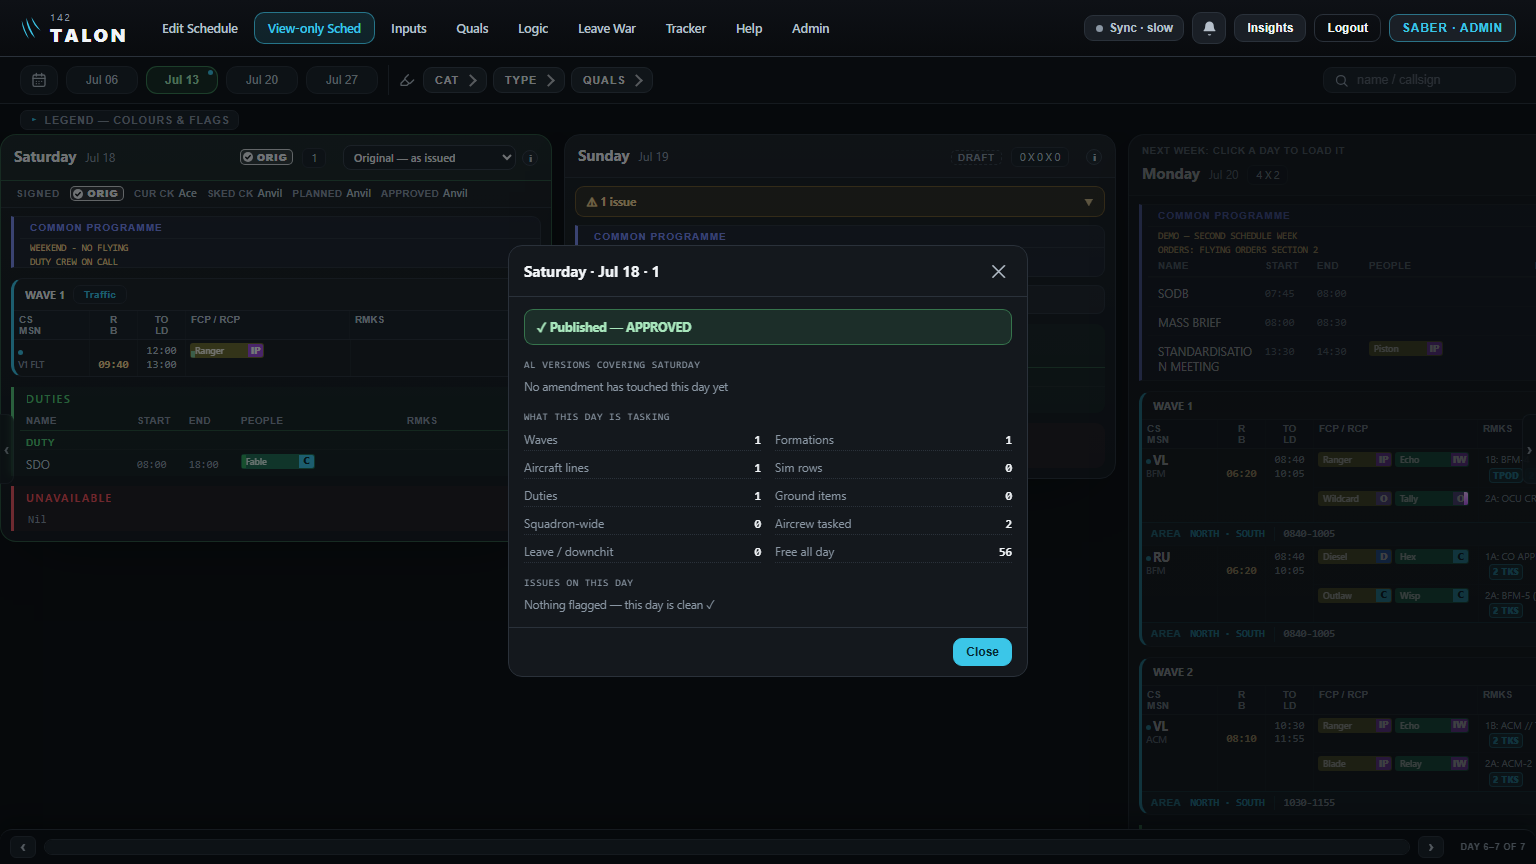 142
TALON
Edit Schedule
View-only Sched
Inputs
Quals
Logic
Leave War
Tracker
Help
Admin
Sync · slow
Insights
Logout
SABER · ADMIN
Jul 06
Jul 13
Jul 20
Jul 27
CAT
TYPE
QUALS
name / callsign
LEGEND — COLOURS & FLAGS
Saturday Jul 18
ORIG
1
Original — as issued
i
SIGNED ORIG CUR CK Ace SKED CK Anvil PLANNED Anvil APPROVED Anvil
COMMON PROGRAMME
WEEKEND - NO FLYING
DUTY CREW ON CALL
WAVE 1 Traffic
CS R TO FCP / RCP RMKS
MSN B LD
12:00 Ranger IP
V1 FLT 09:40 13:00
DUTIES
NAME START END PEOPLE RMKS
DUTY
SDO 08:00 18:00 Fable C
UNAVAILABLE
Nil
Sunday Jul 19
DRAFT
0X0X0
i
⚠ 1 issue
COMMON PROGRAMME
Saturday · Jul 18 · 1
✓ Published — APPROVED
AL VERSIONS COVERING SATURDAY
No amendment has touched this day yet
WHAT THIS DAY IS TASKING
Waves 1 Formations 1
Aircraft lines 1 Sim rows 0
Duties 1 Ground items 0
Squadron-wide 0 Aircrew tasked 2
Leave / downchit 0 Free all day 56
ISSUES ON THIS DAY
Nothing flagged — this day is clean ✓
Close
NEXT WEEK: CLICK A DAY TO LOAD IT
Monday Jul 20 4X2
COMMON PROGRAMME
DEMO — SECOND SCHEDULE WEEK
ORDERS: FLYING ORDERS SECTION 2
NAME START END PEOPLE
SODB 07:45 08:00
MASS BRIEF 08:00 08:30
STANDARDISATIO 13:30 14:30 Piston IP
N MEETING
WAVE 1
CS R TO FCP / RCP RMKS
MSN B LD
VL 08:40 Ranger IP Echo IW 1B: BFM-
BFM 06:20 10:05 TPOD
Wildcard O Tally O 2A: OCU CR
AREA NORTH · SOUTH 0840–1005
RU 08:40 Diesel D Hex C 1A: CO APP
BFM 06:20 10:05 2 TKS
Outlaw C Wisp C 2A: BFM-5 (
2 TKS
AREA NORTH · SOUTH 0840–1005
WAVE 2
CS R TO FCP / RCP RMKS
MSN B LD
VL 10:30 Ranger IP Echo IW 1B: ACM //
ACM 08:10 11:55 2 TKS
Blade IP Relay IW 2A: ACM-2
2 TKS
AREA NORTH · SOUTH 1030–1155
DAY 6–7 OF 7